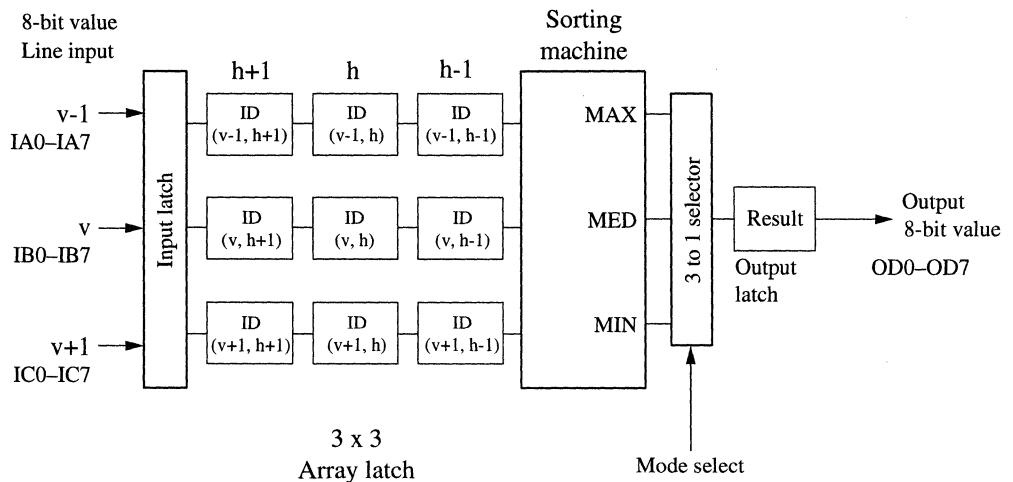 8-bit value
Line input
v-1
IA0–IA7
v
IB0–IB7
v+1
IC0–IC7
Input latch
h+1
h
h-1
ID
(v-1, h+1)
ID
(v-1, h)
ID
(v-1, h-1)
ID
(v, h+1)
ID
(v, h)
ID
(v, h-1)
ID
(v+1, h+1)
ID
(v+1, h)
ID
(v+1, h-1)
3 x 3
Array latch
Sorting
machine
MAX
MED
MIN
3 to 1 selector
Mode select
Result
Output
latch
Output
8-bit value
OD0–OD7